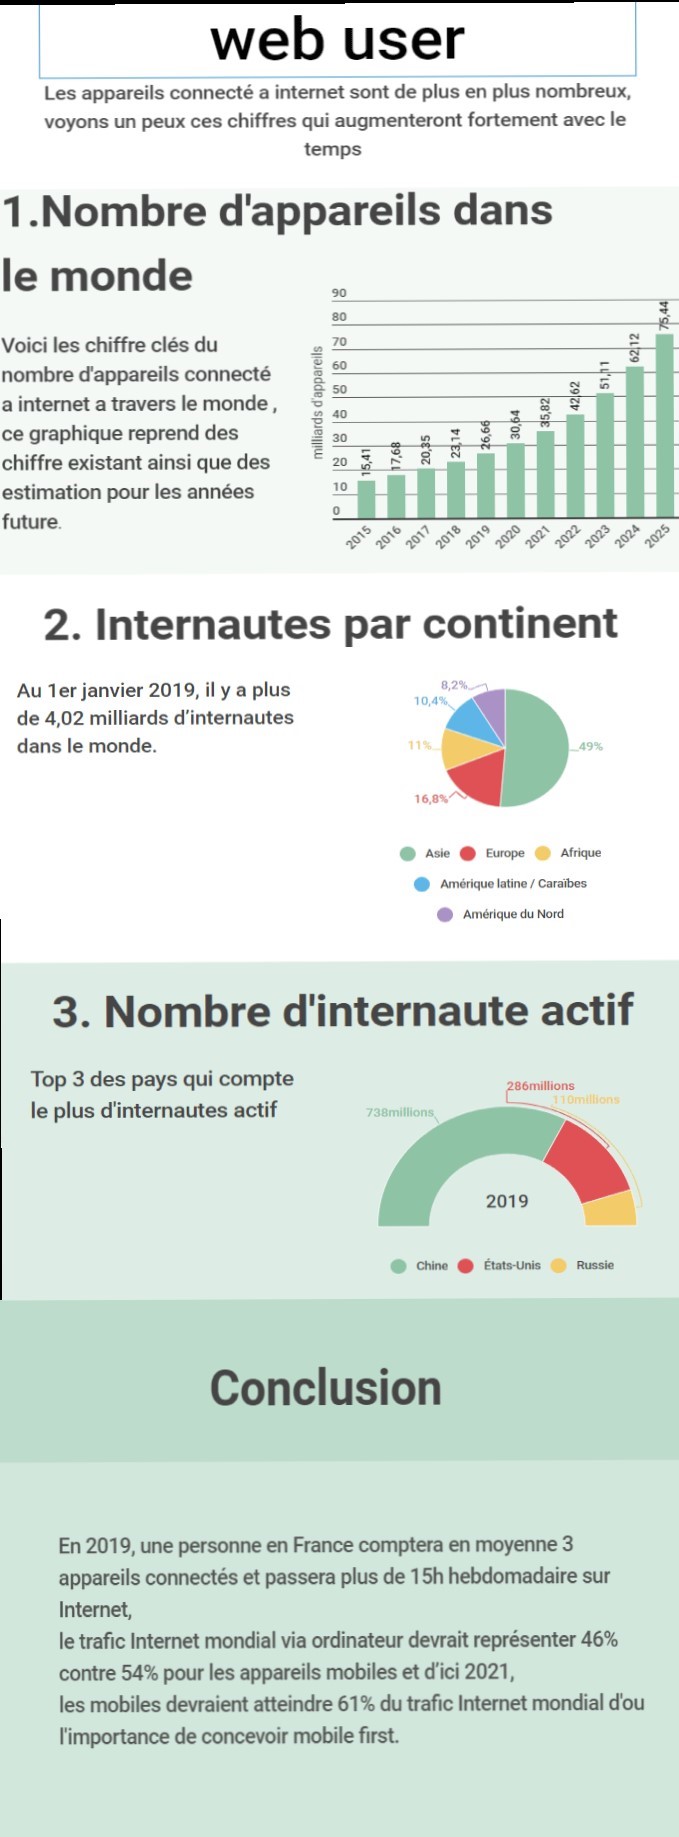 web user
Les appareils connecté a internet sont de plus en plus nombreux,
voyons un peux ces chiffres qui augmenteront fortement avec le
temps
1.Nombre d'appareils dans
le monde
Voici les chiffre clés du
nombre d'appareils connecté
a internet a travers le monde ,
ce graphique reprend des
chiffre existant ainsi que des
estimation pour les années
future.
milliards d'appareils
90
80
70
60
50
40
30
20
10
0
15,41
17,68
20,35
23,14
26,66
30,64
35,82
42,62
51,11
62,12
75,44
2015
2016
2017
2018
2019
2020
2021
2022
2023
2024
2025
2. Internautes par continent
Au 1er janvier 2019, il y a plus
de 4,02 milliards d’internautes
dans le monde.
8,2%
10,4%
11%
49%
16,8%
Asie Europe Afrique
Amérique latine / Caraïbes
Amérique du Nord
3. Nombre d'internaute actif
Top 3 des pays qui compte
le plus d'internautes actif
286millions
110millions
738millions
2019
Chine États-Unis Russie
Conclusion
En 2019, une personne en France comptera en moyenne 3
appareils connectés et passera plus de 15h hebdomadaire sur
Internet,
le trafic Internet mondial via ordinateur devrait représenter 46%
contre 54% pour les appareils mobiles et d’ici 2021,
les mobiles devraient atteindre 61% du trafic Internet mondial d'ou
l'importance de concevoir mobile first.